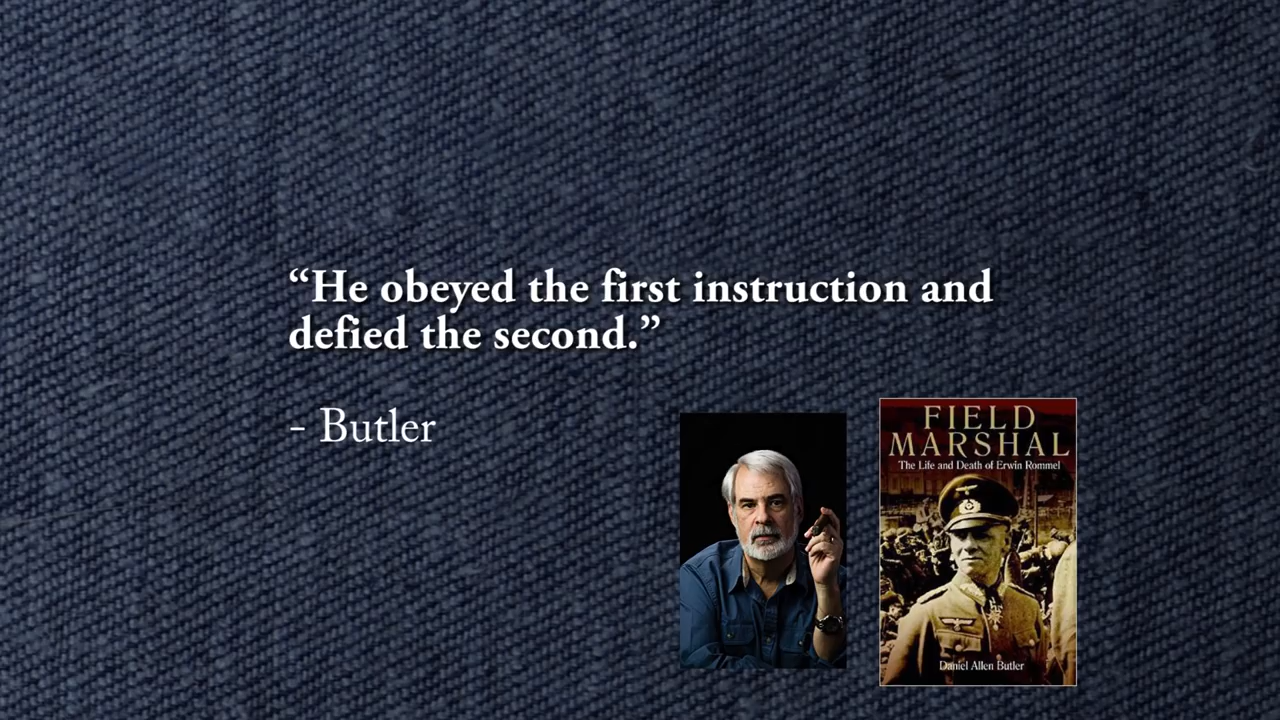 “He obeyed the first instruction and
defied the second.”
- Butler
FIELD
MARSHAL
The Life and Death of Erwin Rommel
Daniel Allen Butler